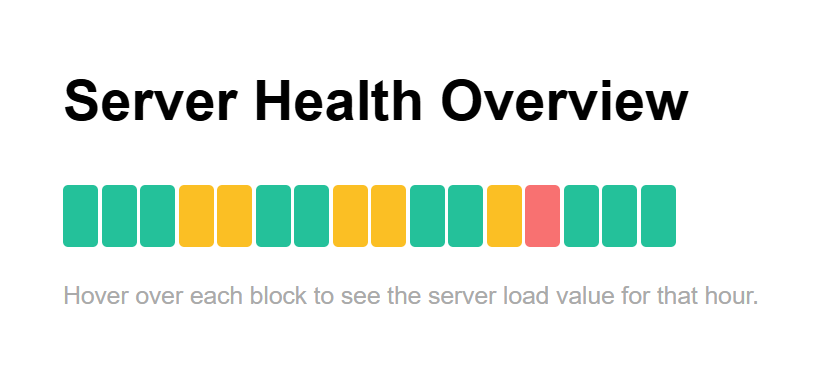 Server Health Overview
Hover over each block to see the server load value for that hour.